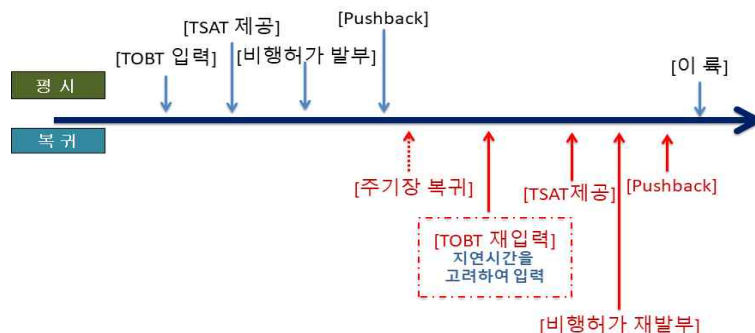 [TSAT 제공]
[Pushback]
[TOBT 입력]
[비행허가 발부]
[이 륙]
평 시
복 귀
[주기장 복귀]
[TSAT제공]
[Pushback]
[TOBT 재입력]
지연시간을
고려하여 입력
[비행허가 재발부]